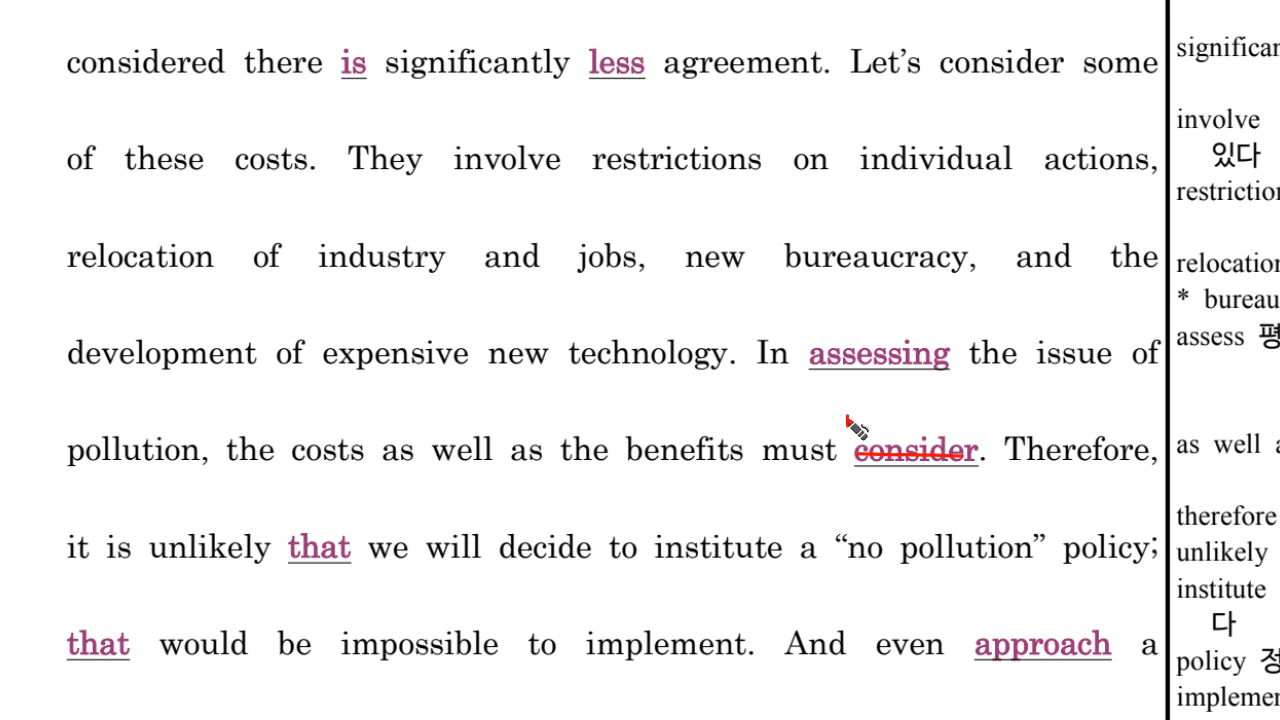 considered there is significantly less agreement. Let’s consider some
of these costs. They involve restrictions on individual actions,
relocation of industry and jobs, new bureaucracy, and the
development of expensive new technology. In assessing the issue of
pollution, the costs as well as the benefits must consider. Therefore,
it is unlikely that we will decide to institute a “no pollution” policy;
that would be impossible to implement. And even approach a
involve
있다
* 
assess
as well
therefore
unlikely
institute
다
policy